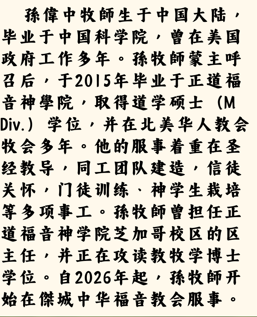 孫偉中牧師生于中国大陆，
毕业于中国科学院，曾在美国
政府工作多年。孫牧師蒙主呼
召后，于2015年毕业于正道福
音神學院，取得道学硕士（M
Div.）学位，并在北美华人教会
牧会多年。他的服事着重在圣
经教导，同工团队建造，信徒
关怀，门徒训练、神学生栽培
等多项事工。孫牧師曾担任正
道福音神学院芝加哥校区的区
主任，并正在攻读教牧学博士
学位。自2026年起，孫牧師开
始在傑城中华福音教会服事。